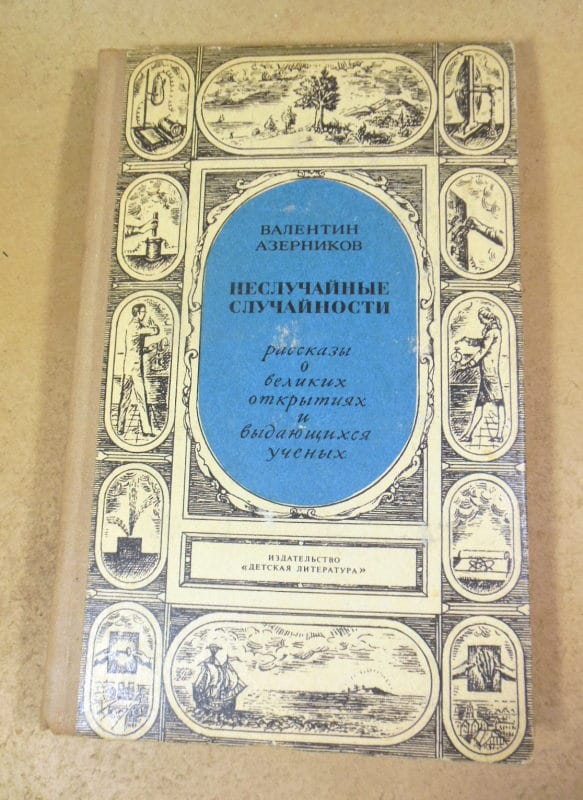 ВАЛЕНТИН
АЗЕРНИКОВ
НЕСЛУЧАЙНЫЕ
СЛУЧАЙНОСТИ
рассказы
о
великих
открытиях
и
выдающихся
ученых
ИЗДАТЕЛЬСТВО
«ДЕТСКАЯ ЛИТЕРАТУРА»